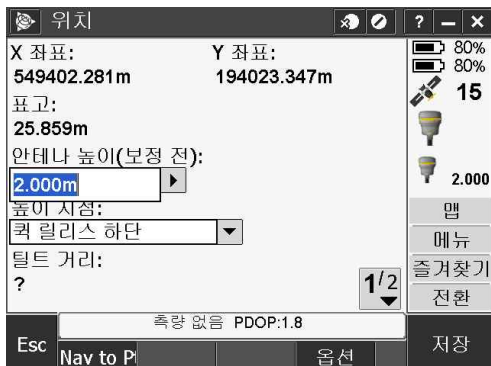 위치
? – ×
X 좌표: Y 좌표:
549402.281m 194023.347m
표고:
25.859m
안테나 높이(보정 전):
2.000m
높이 지점:
퀵 릴리스 하단
틸트 거리:
?
1/2
80%
80%
15
2.000
맵
메뉴
즐겨찾기
전환
측량 없음 PDOP:1.8
Esc
Nav to P
옵션
저장